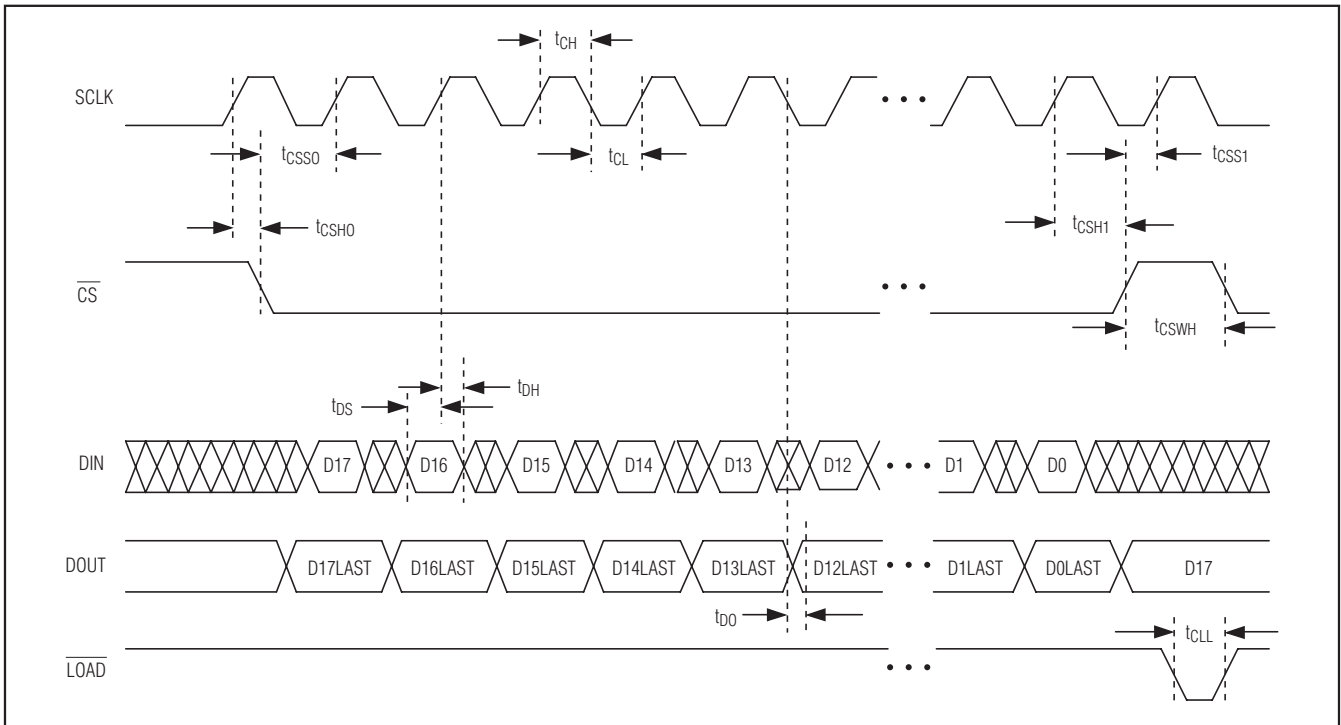 tCH
SCLK
tCSS0
tCL
tCSS1
tCSH0
tCSH1
CS
tCSWH
tDS
tDH
DIN
D17
D16
D15
D14
D13
D12
D1
D0
DOUT
D17LAST
D16LAST
D15LAST
D14LAST
D13LAST
D12LAST
D1LAST
D0LAST
D17
tDO
tCLL
LOAD